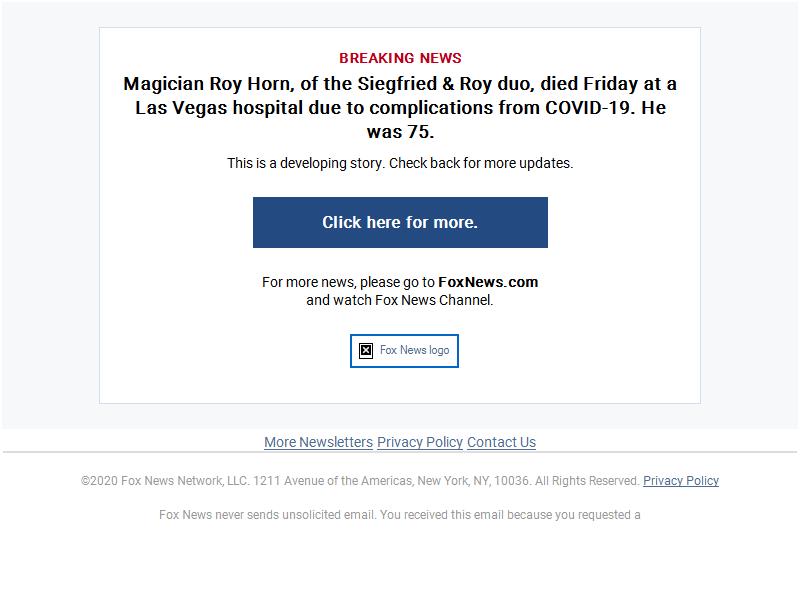 BREAKING NEWS
Magician Roy Horn, of the Siegfried & Roy duo, died Friday at a
Las Vegas hospital due to complications from COVID-19. He
was 75.
This is a developing story. Check back for more updates.
Click here for more.
For more news, please go to FoxNews.com
and watch Fox News Channel.
Fox News logo
More Newsletters Privacy Policy Contact Us
©2020 Fox News Network, LLC. 1211 Avenue of the Americas, New York, NY, 10036. All Rights Reserved. Privacy Policy
Fox News never sends unsolicited email. You received this email because you requested a